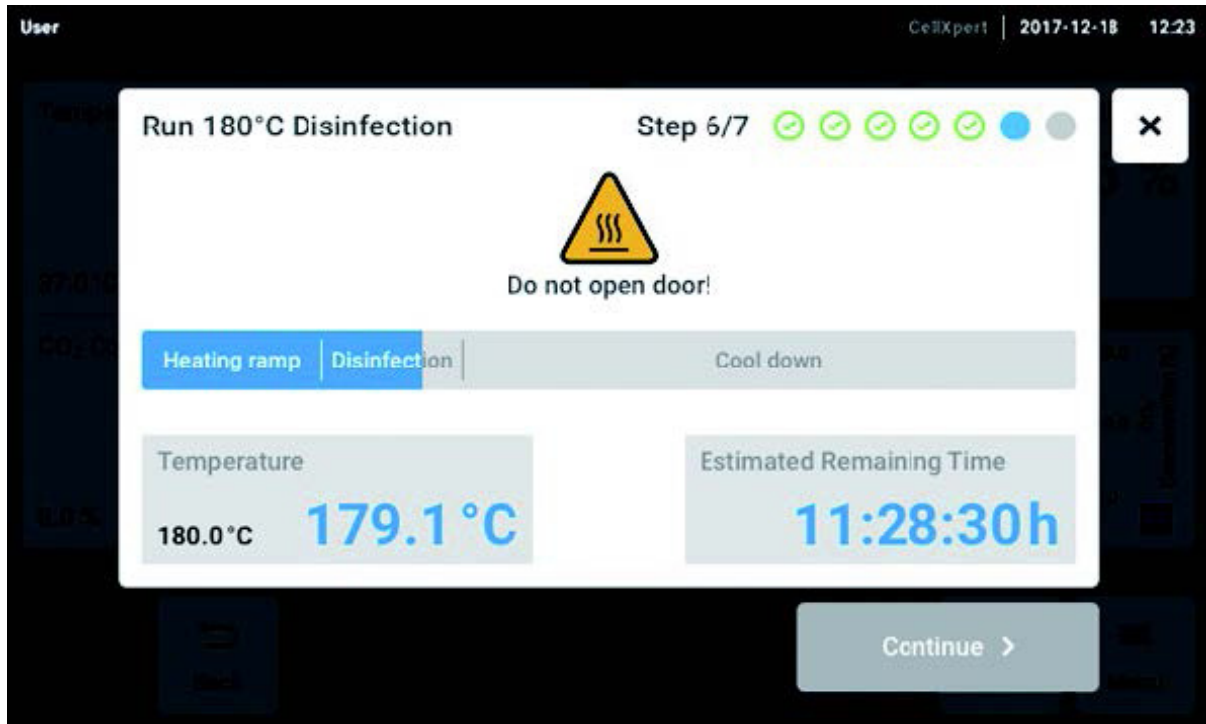 User
CellXpert | 2017-12-18 12:23
Run 180°C Disinfection
Step 6/7
Do not open door!
Heating ramp
Disinfection
Cool down
Temperature
180.0°C 179.1°C
Estimated Remaining Time
11:28:30h
Continue
Back